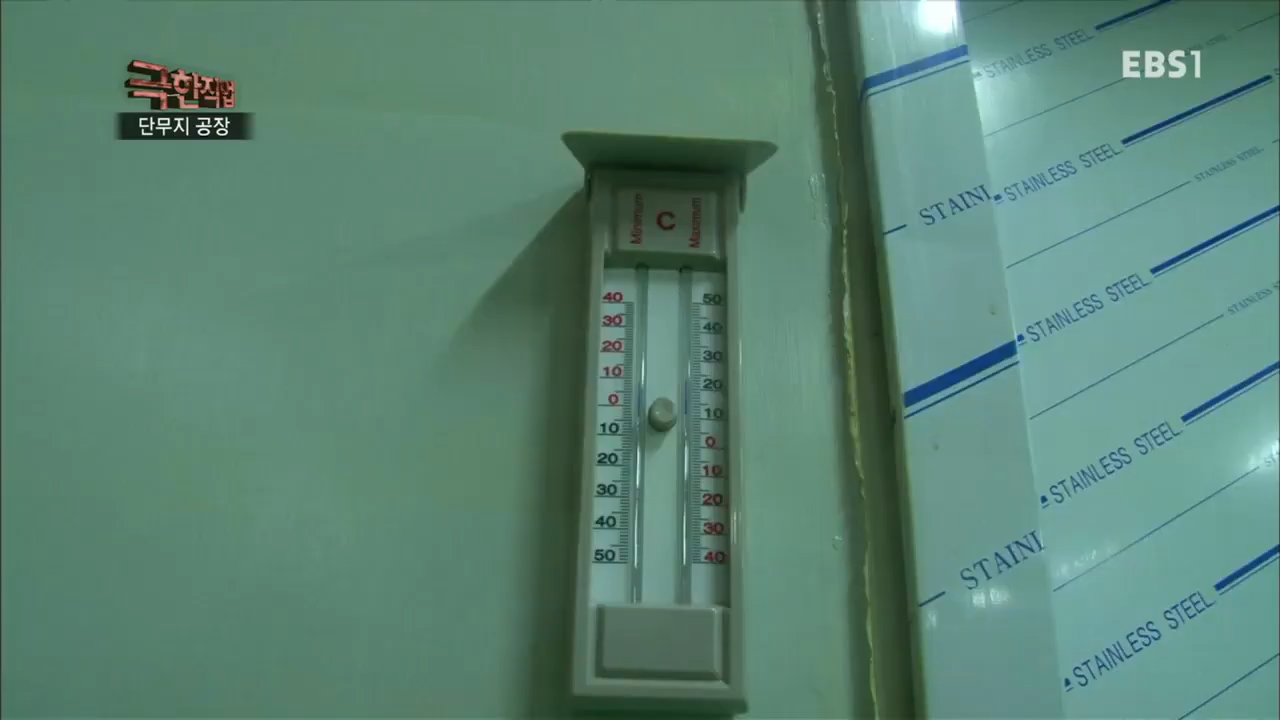 극한직업
단무지 공장
EBS1
Minimum
C
Maximum
40 50
30 40
20 30
10 20
0 10
10 0
20 10
30 20
40 30
50 40
STAINLESS STEEL
STAINLESS STEEL
STAINLESS STEEL
STAINI
STAINLESS STEEL
STAINLESS STEEL
STAINI
STAINLESS STEEL